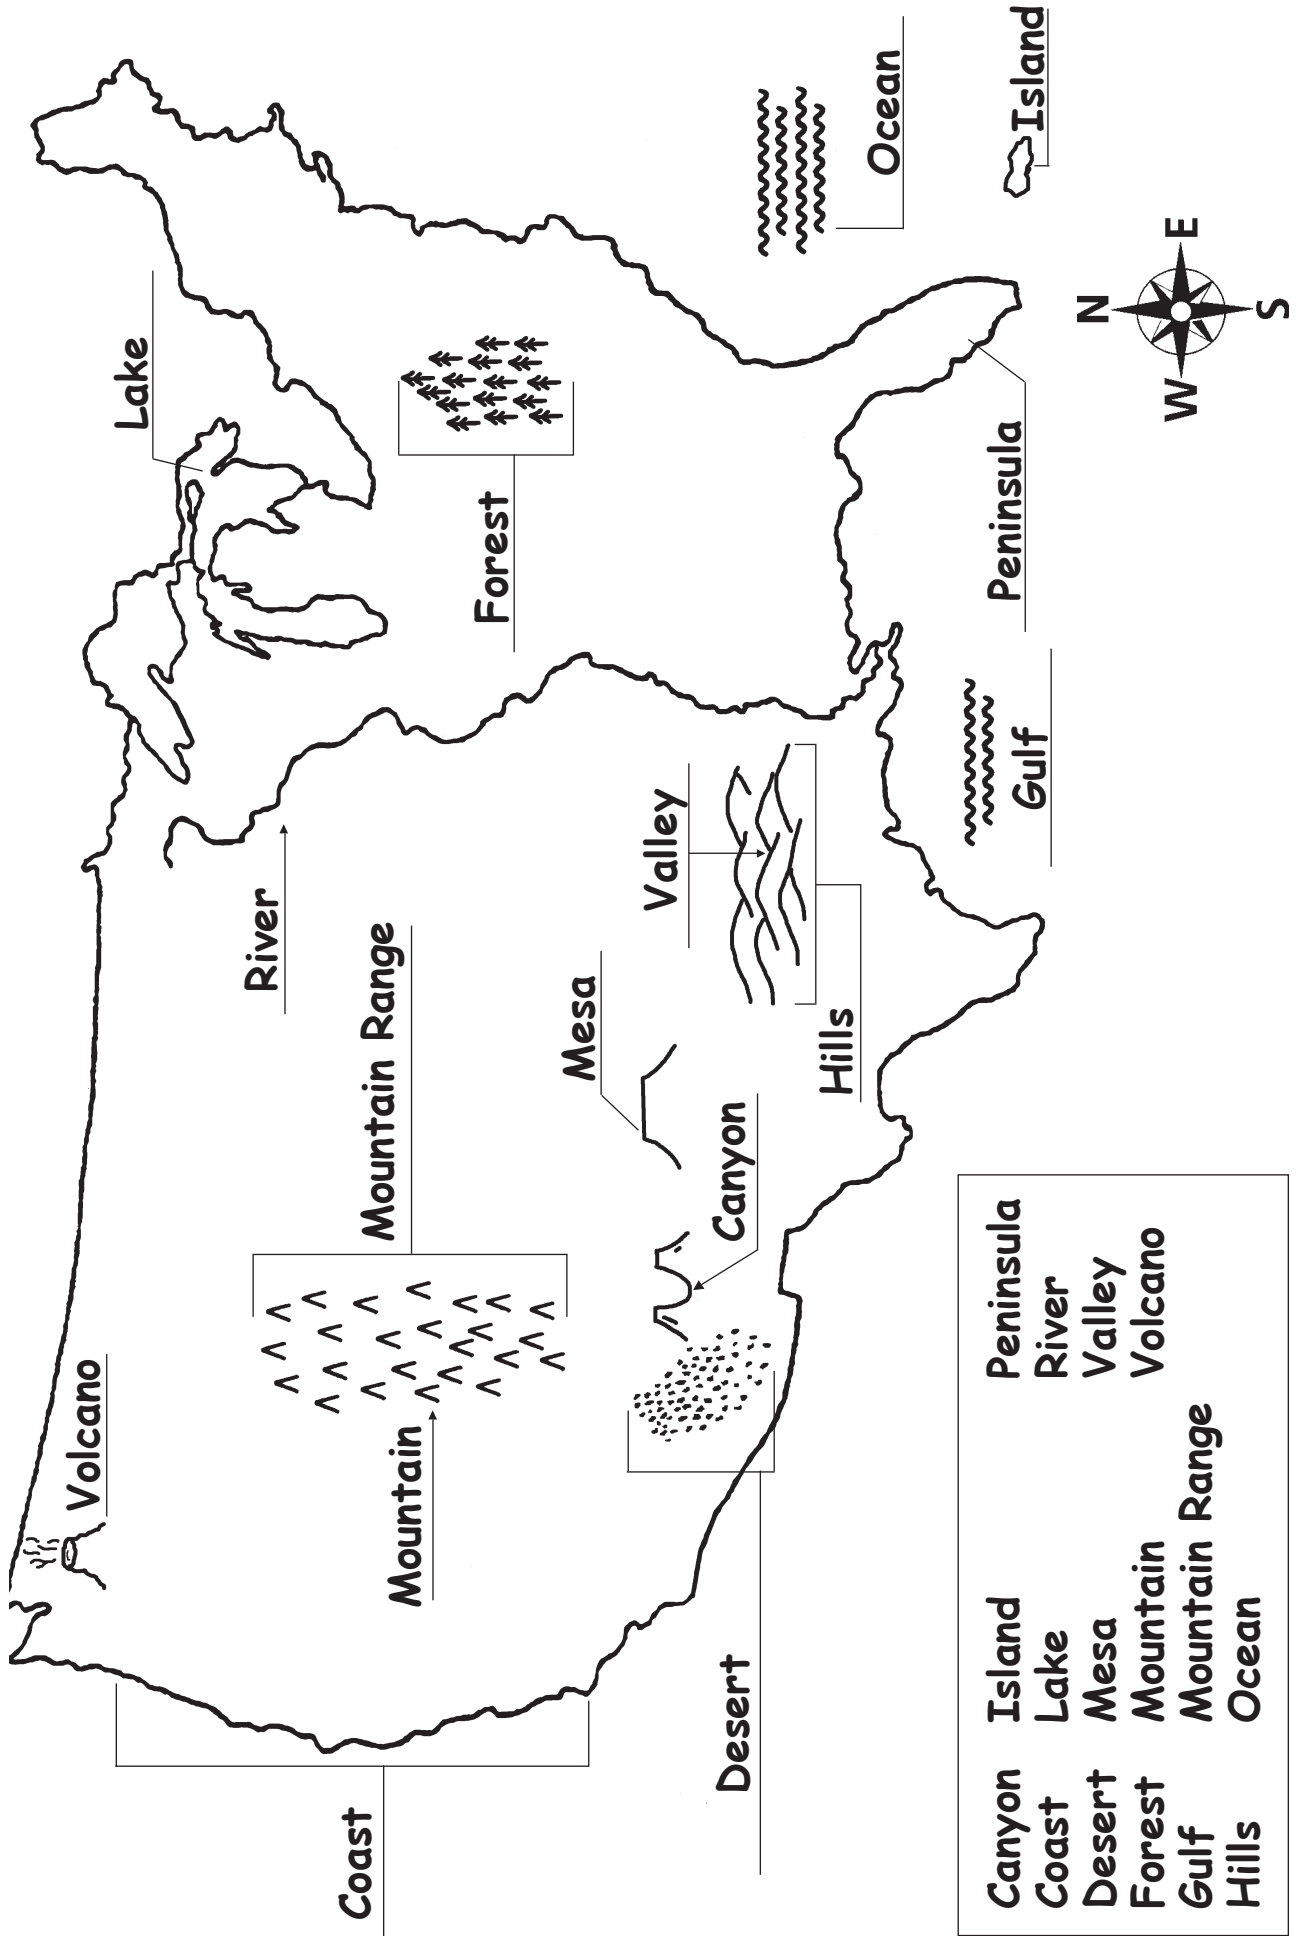 Volcano
Lake
River
Mountain Range
Coast
Mountain
Forest
Mesa
Valley
Canyon
Desert
Hills
Ocean
Peninsula
Gulf
Island
N
W
E
S
Canyon
Coast
Desert
Forest
Gulf
Hills
Island
Lake
Mesa
Mountain
Mountain Range
Ocean
Peninsula
River
Valley
Volcano